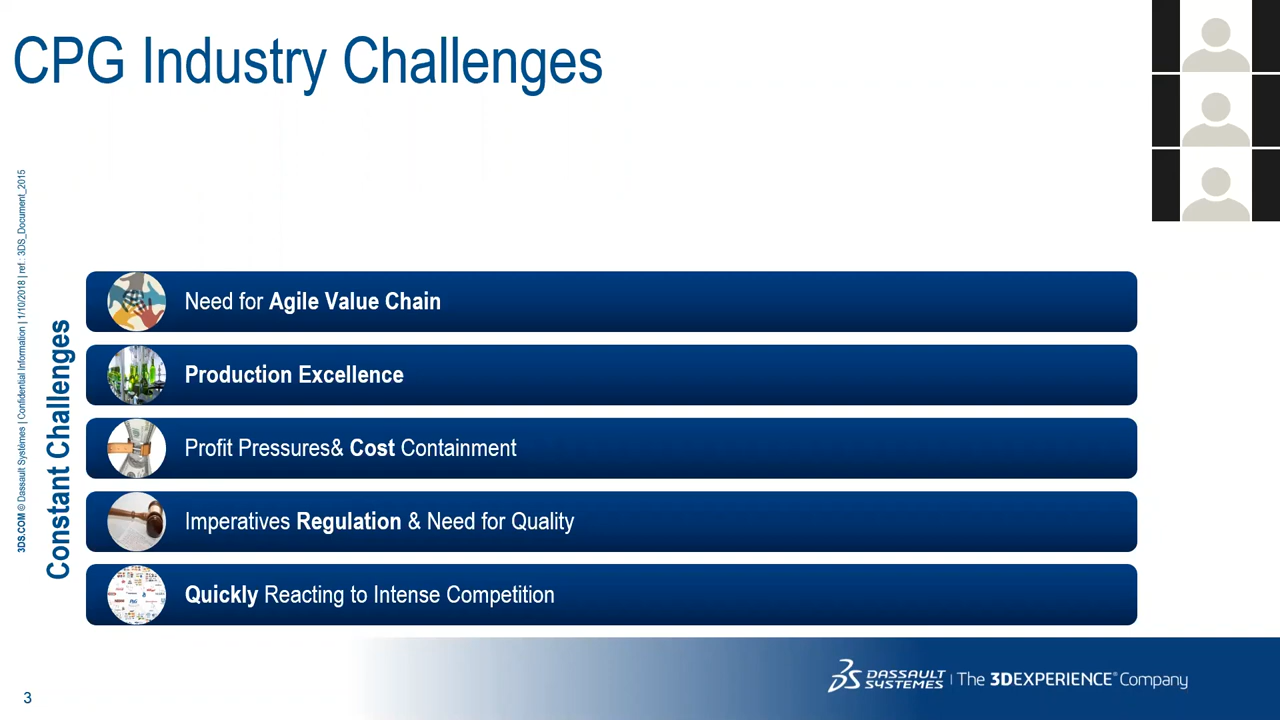 CPG Industry Challenges
3DS.COM © Dassault Systèmes | Confidential Information | 1/10/2018 | ref.: 3DS_Document_2015
Constant Challenges
Need for Agile Value Chain
Production Excellence
Profit Pressures& Cost Containment
Imperatives Regulation & Need for Quality
Quickly Reacting to Intense Competition
3
DASSAULT SYSTEMES | The 3DEXPERIENCE® Company